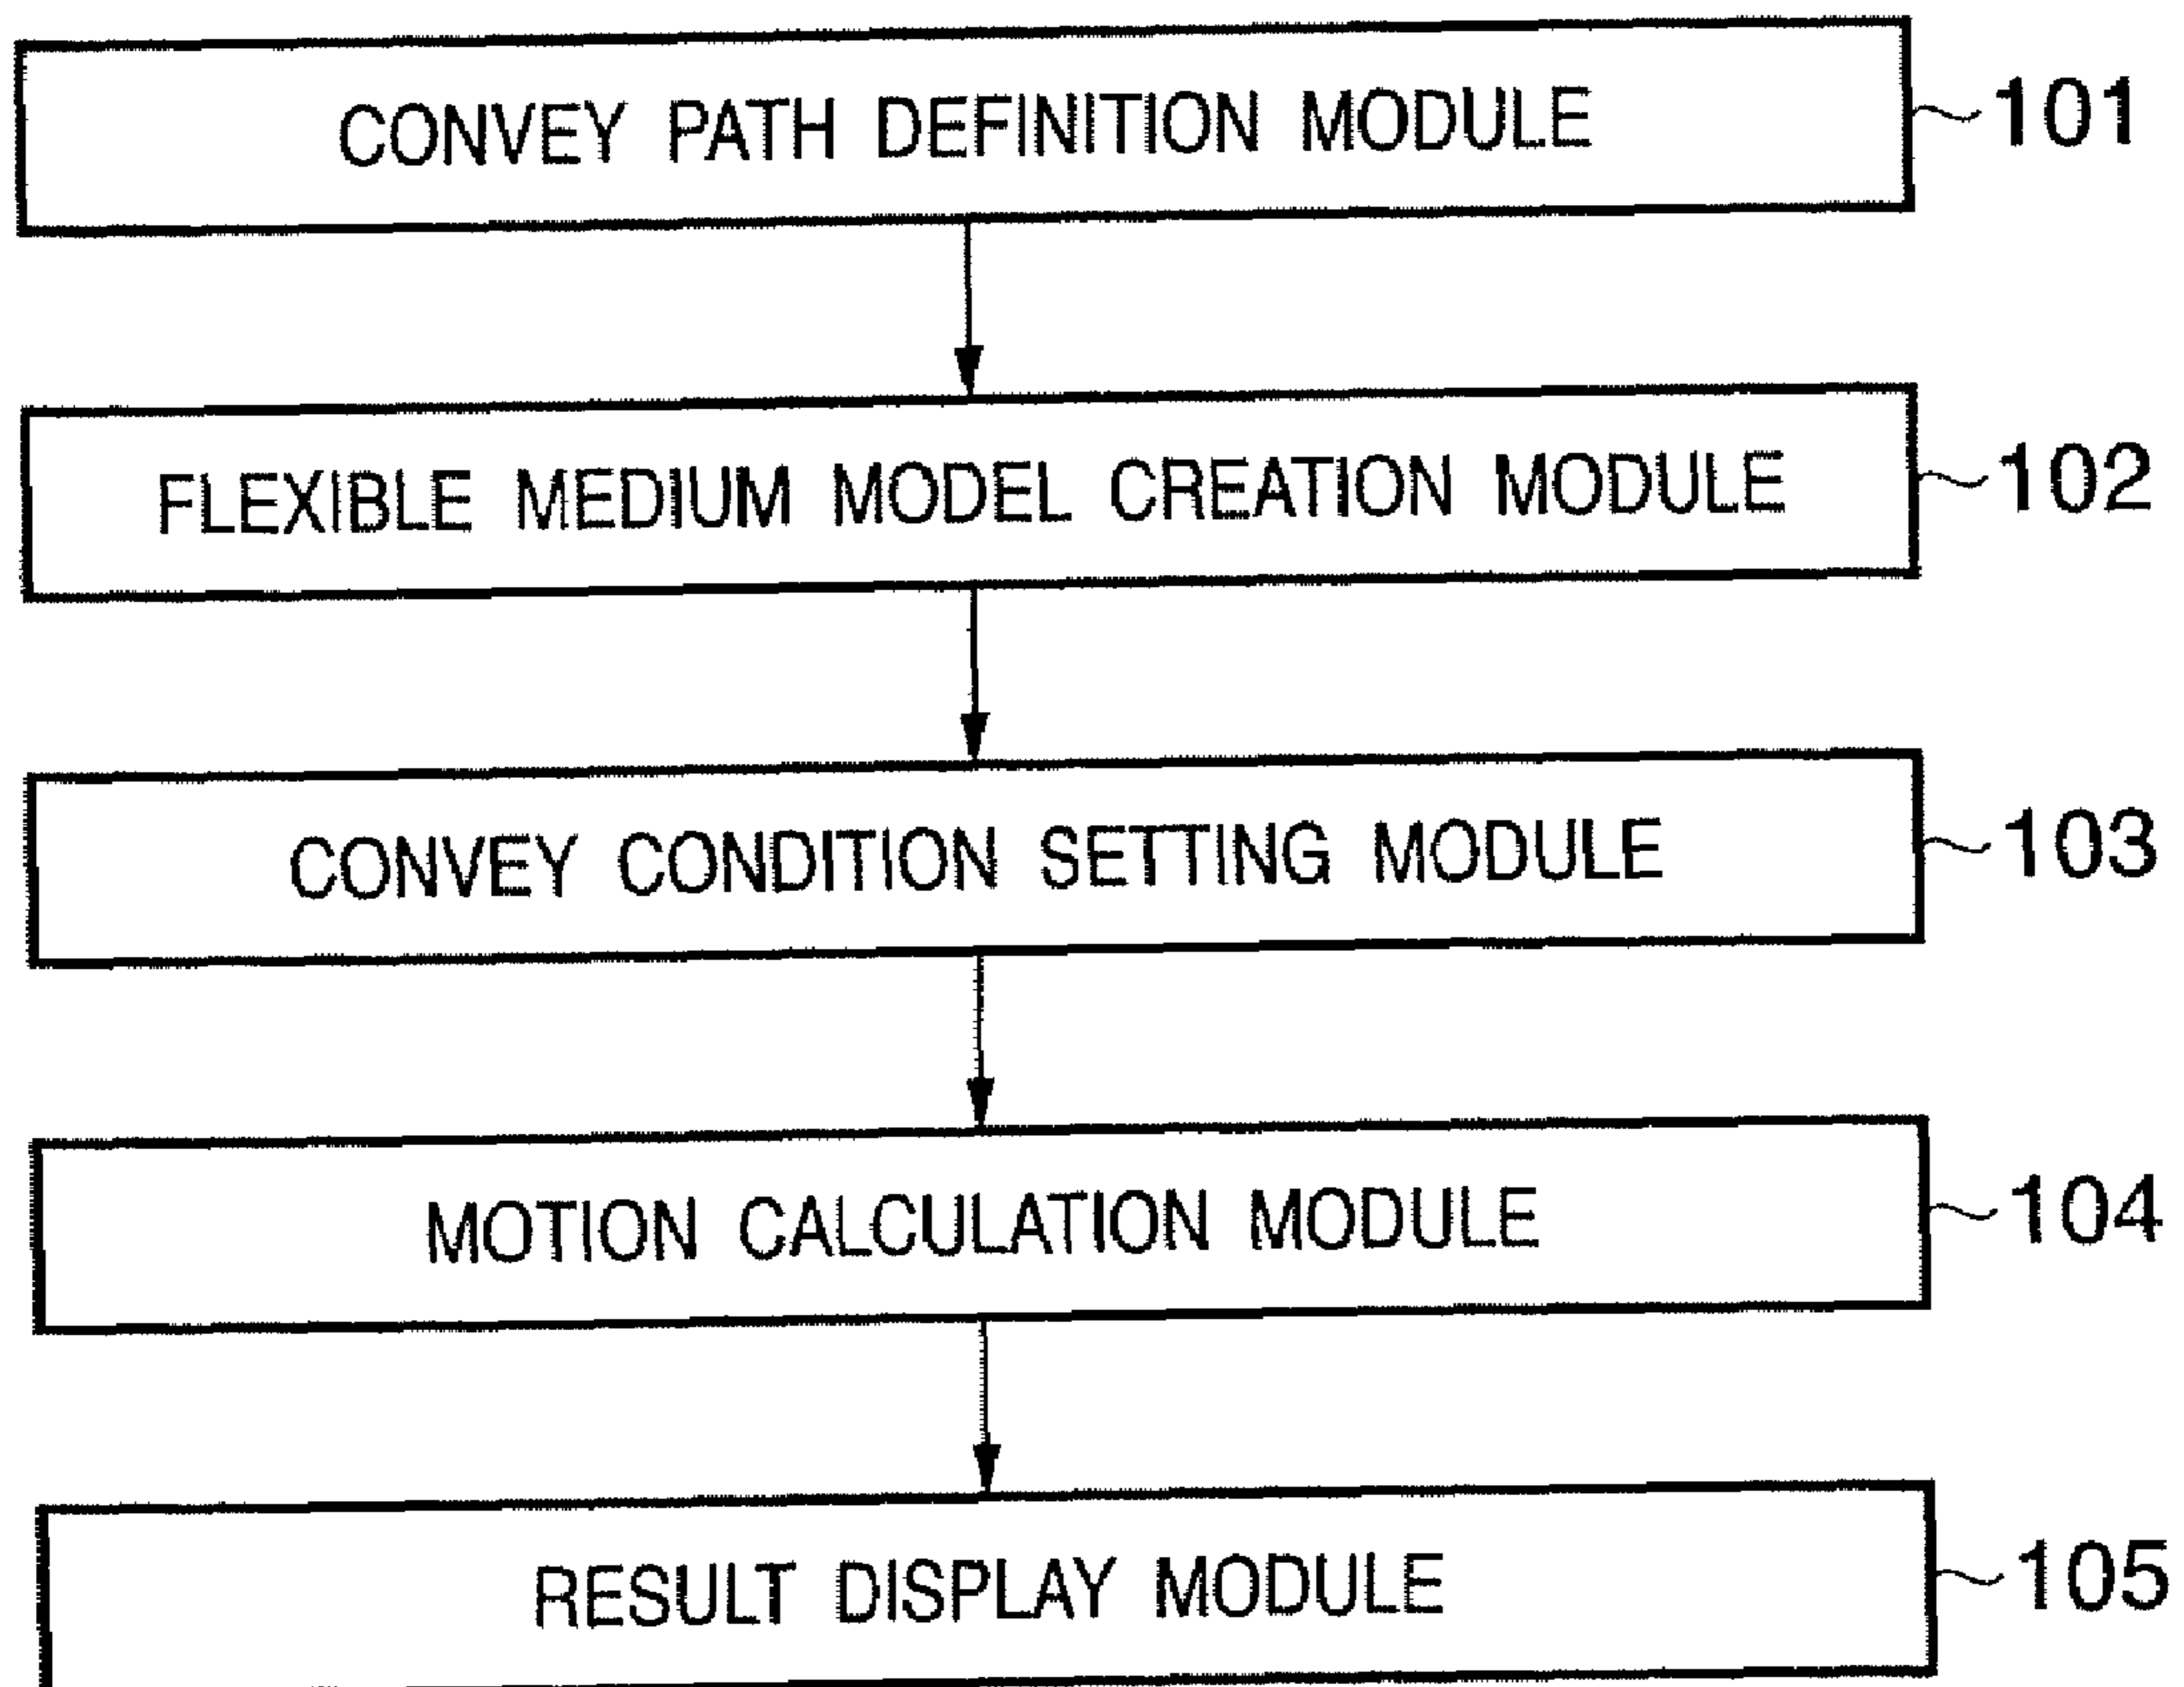 CONVEY PATH DEFINITION MODULE 101
FLEXIBLE MEDIUM MODEL CREATION MODULE 102
CONVEY CONDITION SETTING MODULE 103
MOTION CALCULATION MODULE 104
RESULT DISPLAY MODULE 105